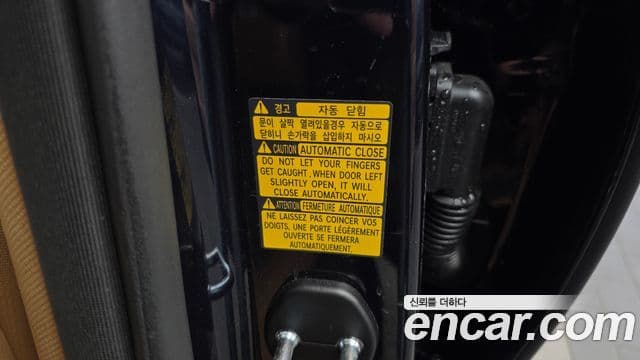 경고 자동 닫힘
문이 살짝 열려있을경우 자동으로
닫히니 손가락을 삽입하지 마시오
CAUTION AUTOMATIC CLOSE
DO NOT LET YOUR FINGERS
GET CAUGHT, WHEN DOOR LEFT
SLIGHTLY OPEN, IT WILL
CLOSE AUTOMATICALLY.
ATTENTION FERMETURE AUTOMATIQUE
NE LAISSEZ PAS COINCER VOS
DOIGTS, UNE PORTE LÉGÈREMENT
OUVERTE SE FERMERA
AUTOMATIQUEMENT.
신뢰를 더하다
encar.com